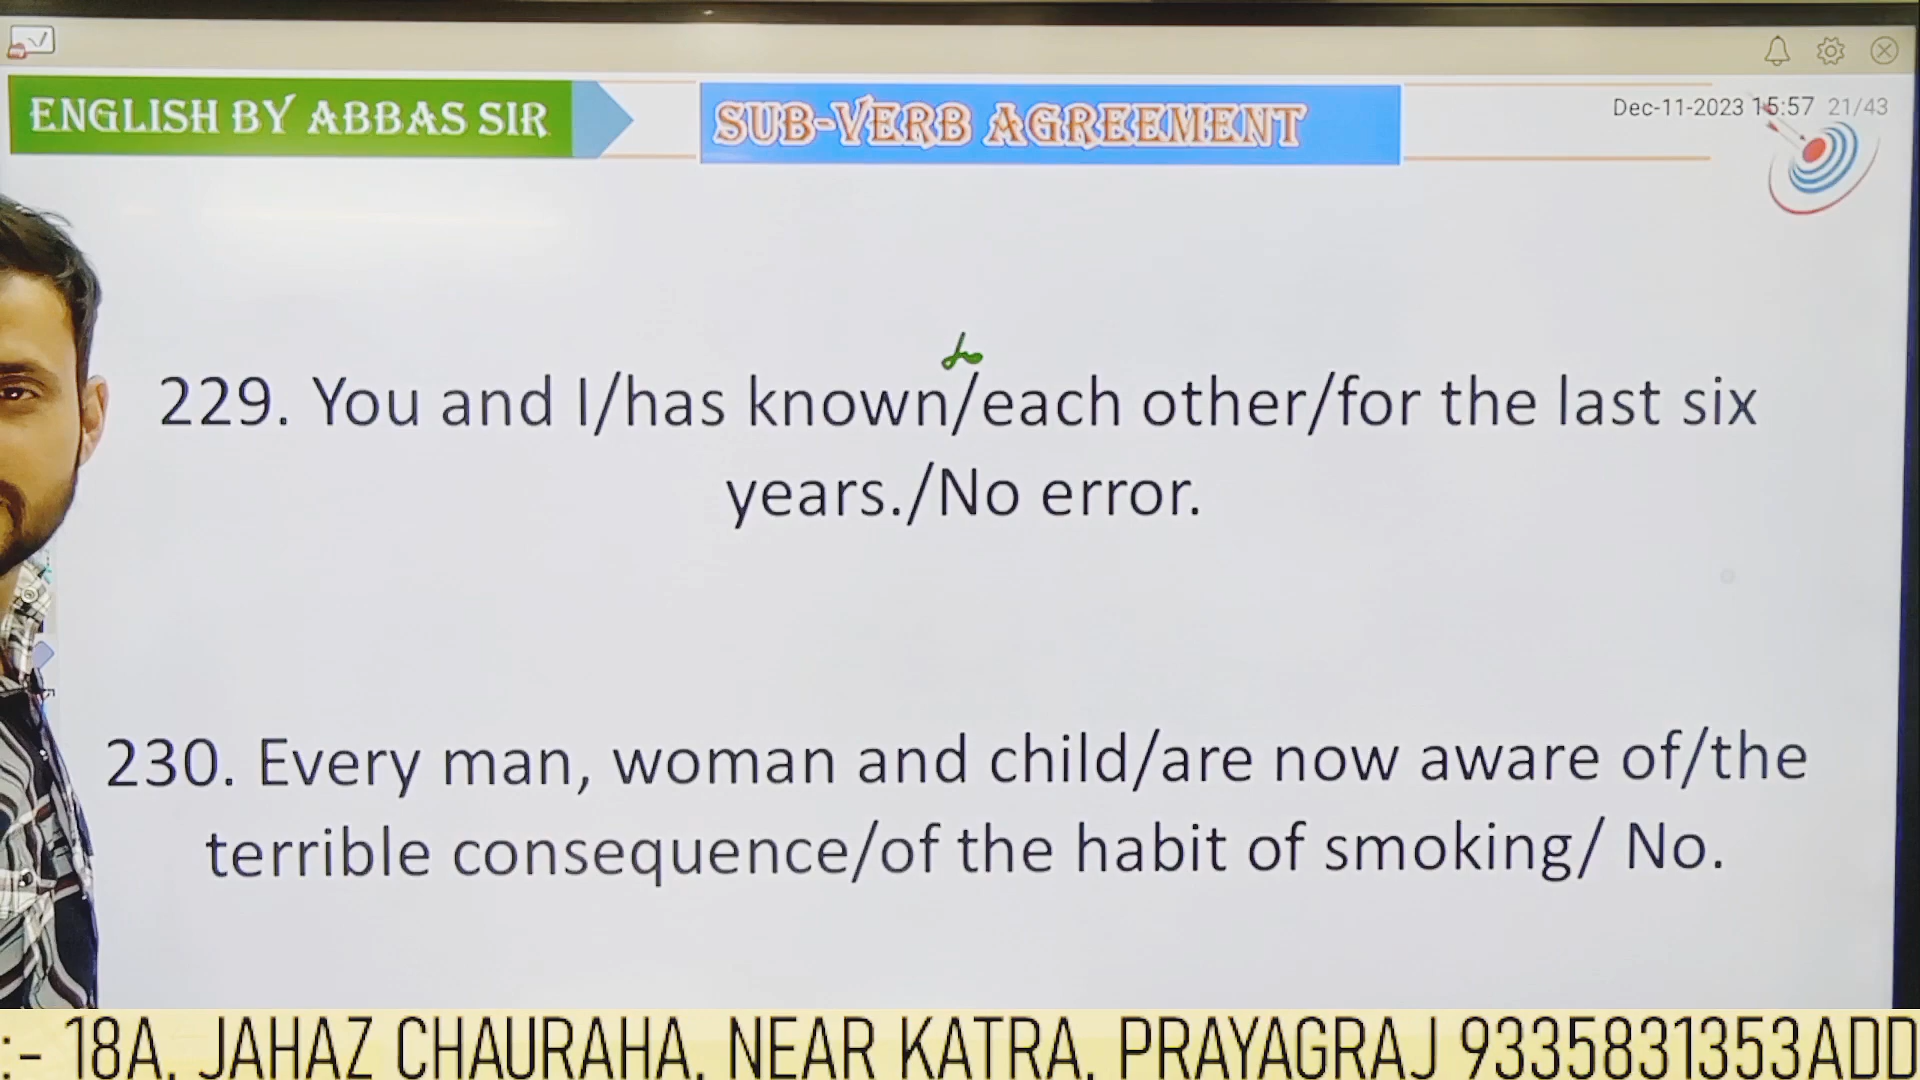 ENGLISH BY ABBAS SIR
SUB-VERB AGREEMENT
Dec-11-2023 15:57 21/43
229. You and I/has known/each other/for the last six
years./No error.
230. Every man, woman and child/are now aware of/the
terrible consequence/of the habit of smoking/ No.
:- 18A, JAHAZ CHAURAHA, NEAR KATRA, PRAYAGRAJ 9335831353ADD